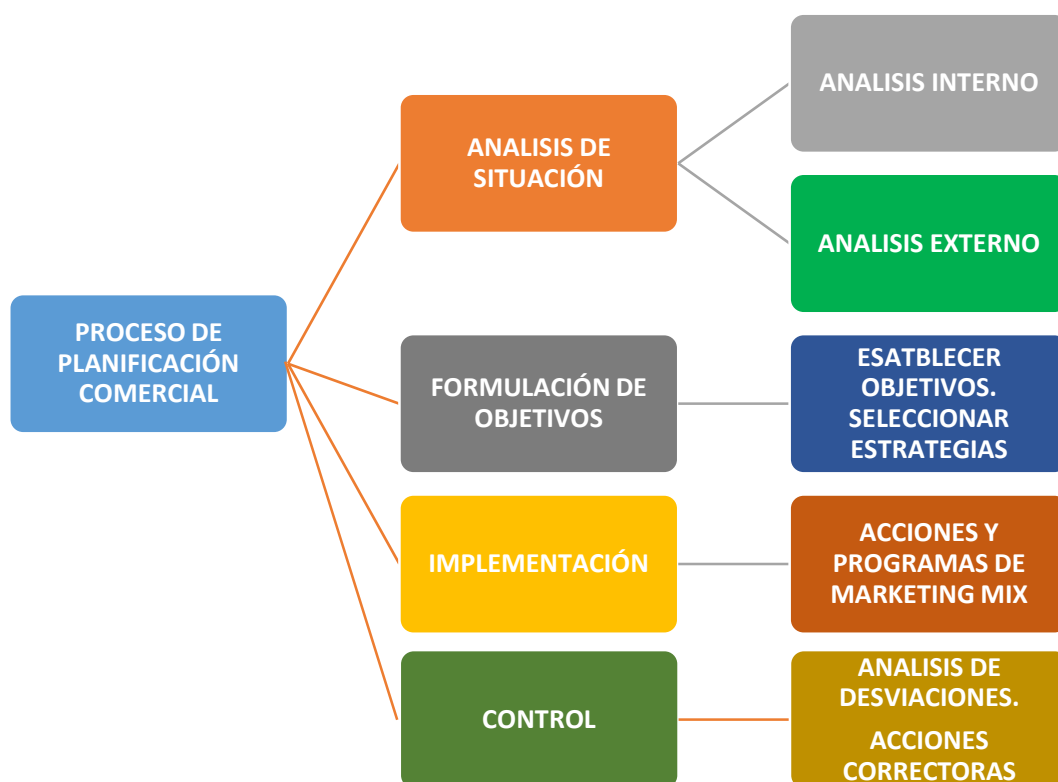 PROCESO DE
PLANIFICACIÓN
COMERCIAL
ANALISIS DE
SITUACIÓN
ANALISIS INTERNO
ANALISIS EXTERNO
FORMULACIÓN DE
OBJETIVOS
ESATBLECER
OBJETIVOS.
SELECCIONAR
ESTRATEGIAS
IMPLEMENTACIÓN
ACCIONES Y
PROGRAMAS DE
MARKETING MIX
CONTROL
ANALISIS DE
DESVIACIONES.
ACCIONES
CORRECTORAS